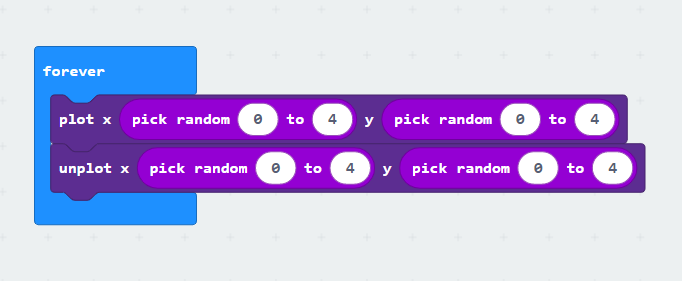 forever
plot x pick random 0 to 4 y pick random 0 to 4
unplot x pick random 0 to 4 y pick random 0 to 4